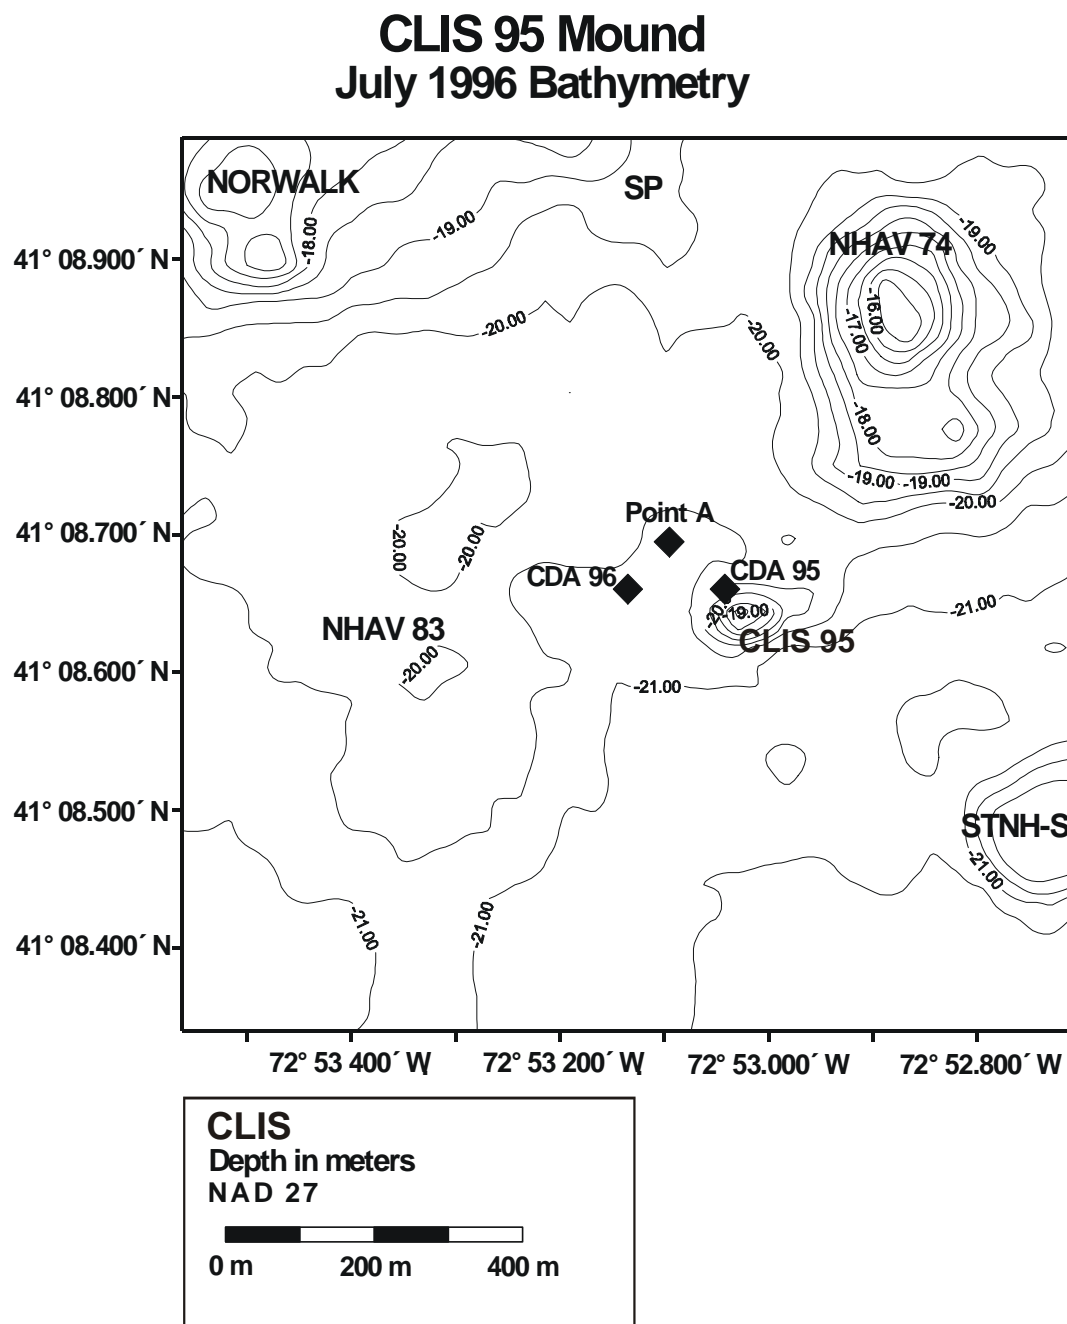 CLIS 95 Mound
July 1996 Bathymetry
NORWALK
SP
NHAV 74
-18.00
-19.00
-19.00
41° 08.900´ N
-16.00
-17.00
-20.00
-20.00
41° 08.800´ N
-18.00
-19.00
-19.00
-20.00
Point A
41° 08.700´ N
-20.00
-20.00
CDA 96
CDA 95
-20.
-19.00
-21.00
NHAV 83
CLIS 95
-20.00
41° 08.600´ N
-21.00
41° 08.500´ N
STNH-S
-21.00
-21.00
-21.00
41° 08.400´ N
72° 53 400´ W
72° 53 200´ W
72° 53.000´ W
72° 52.800´ W
CLIS
Depth in meters
NAD 27
0 m
200 m
400 m